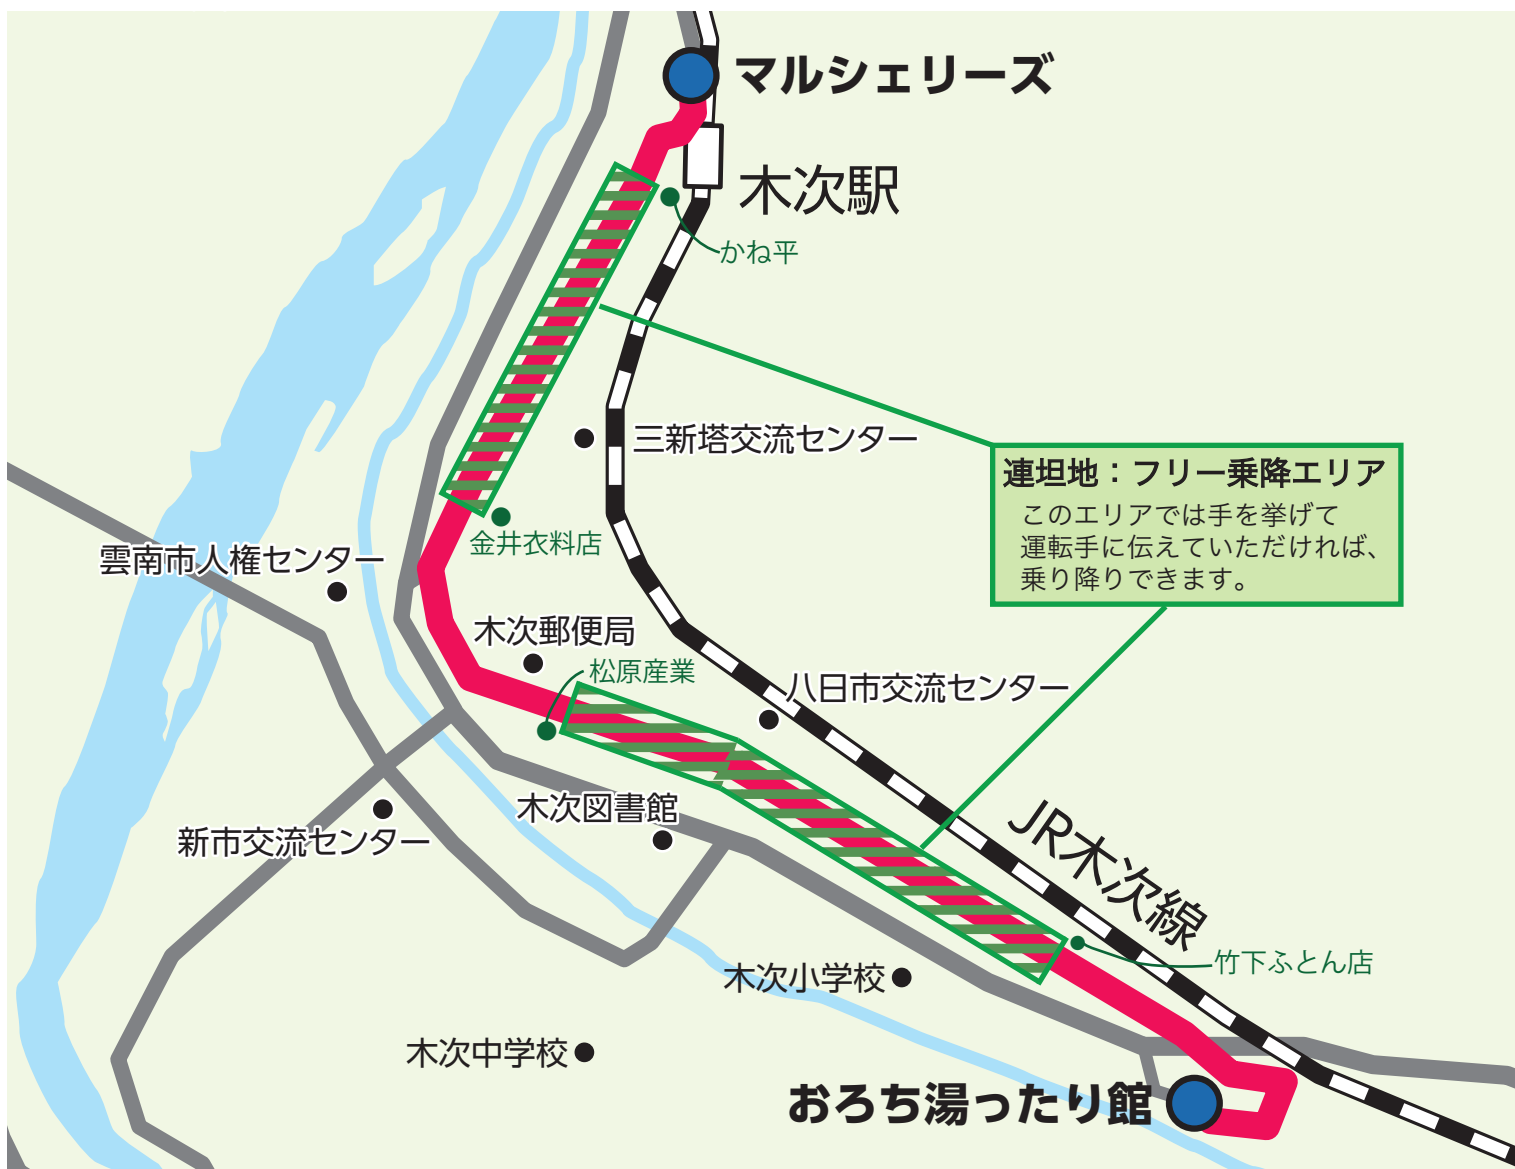 マルシェリーズ
木次駅
かね平
三新塔交流センター
連坦地：フリー乗降エリア
このエリアでは手を挙げて
運転手に伝えていただければ、
乗り降りできます。
金井衣料店
雲南市人権センター
木次郵便局
松原産業
八日市交流センター
木次図書館
新市交流センター
JR木次線
竹下ふとん店
木次小学校
木次中学校
おろち湯ったり館